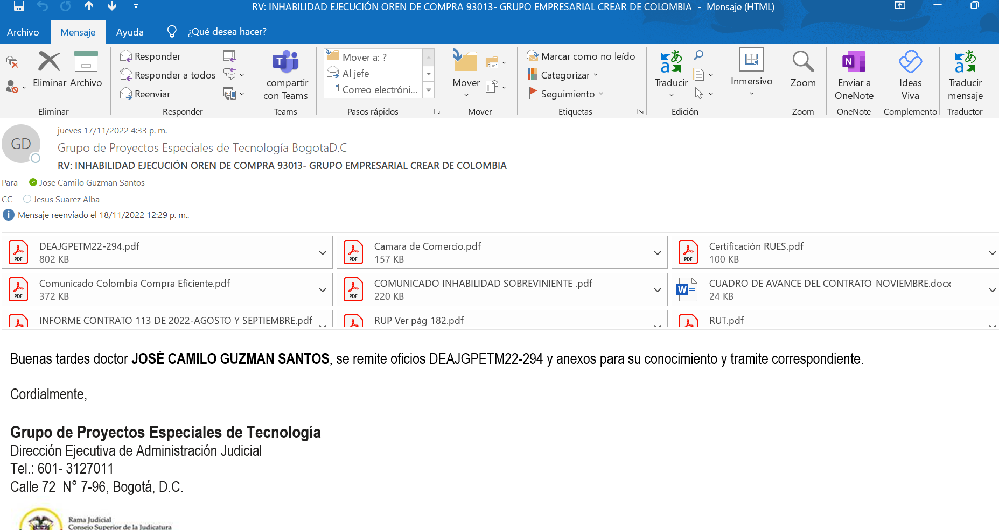 RV: INHABILIDAD EJECUCIÓN OREN DE COMPRA 93013- GRUPO EMPRESARIAL CREAR DE COLOMBIA - Mensaje (HTML)
Archivo Mensaje Ayuda ¿Qué desea hacer?
Eliminar Archivo
Eliminar
Responder
Responder a todos
Reenviar
Responder
compartir
con Teams
Teams
Mover a: ?
Al jefe
Correo electróni...
Pasos rápidos
Mover
Mover
Marcar como no leído
Categorizar
Seguimiento
Etiquetas
Traducir
Edición
Inmersivo
Zoom
Zoom
Enviar a
OneNote
OneNote
Ideas
Viva
Complemento
Traducir
mensaje
Traductor
GD
jueves 17/11/2022 4:33 p. m.
Grupo de Proyectos Especiales de Tecnología BogotaD.C
RV: INHABILIDAD EJECUCIÓN OREN DE COMPRA 93013- GRUPO EMPRESARIAL CREAR DE COLOMBIA
Para Jose Camilo Guzman Santos
CC Jesus Suarez Alba
Mensaje reenviado el 18/11/2022 12:29 p. m..
PDF DEAJGPETM22-294.pdf
802 KB
PDF Camara de Comercio.pdf
157 KB
PDF Certificación RUES.pdf
100 KB
PDF Comunicado Colombia Compra Eficiente.pdf
372 KB
PDF COMUNICADO INHABILIDAD SOBREVINIENTE .pdf
220 KB
W CUADRO DE AVANCE DEL CONTRATO_NOVIEMBRE.docx
24 KB
INFORME CONTRATO 113 DE 2022-AGOSTO Y SEPTIEMBRE.pdf
RUP Ver pág 182.pdf
RUT.pdf
Buenas tardes doctor JOSÉ CAMILO GUZMAN SANTOS, se remite oficios DEAJGPETM22-294 y anexos para su conocimiento y tramite correspondiente.
Cordialmente,
Grupo de Proyectos Especiales de Tecnología
Dirección Ejecutiva de Administración Judicial
Tel.: 601- 3127011
Calle 72 N° 7-96, Bogotá, D.C.
Rama Judicial
Consejo Superior de la Judicatura